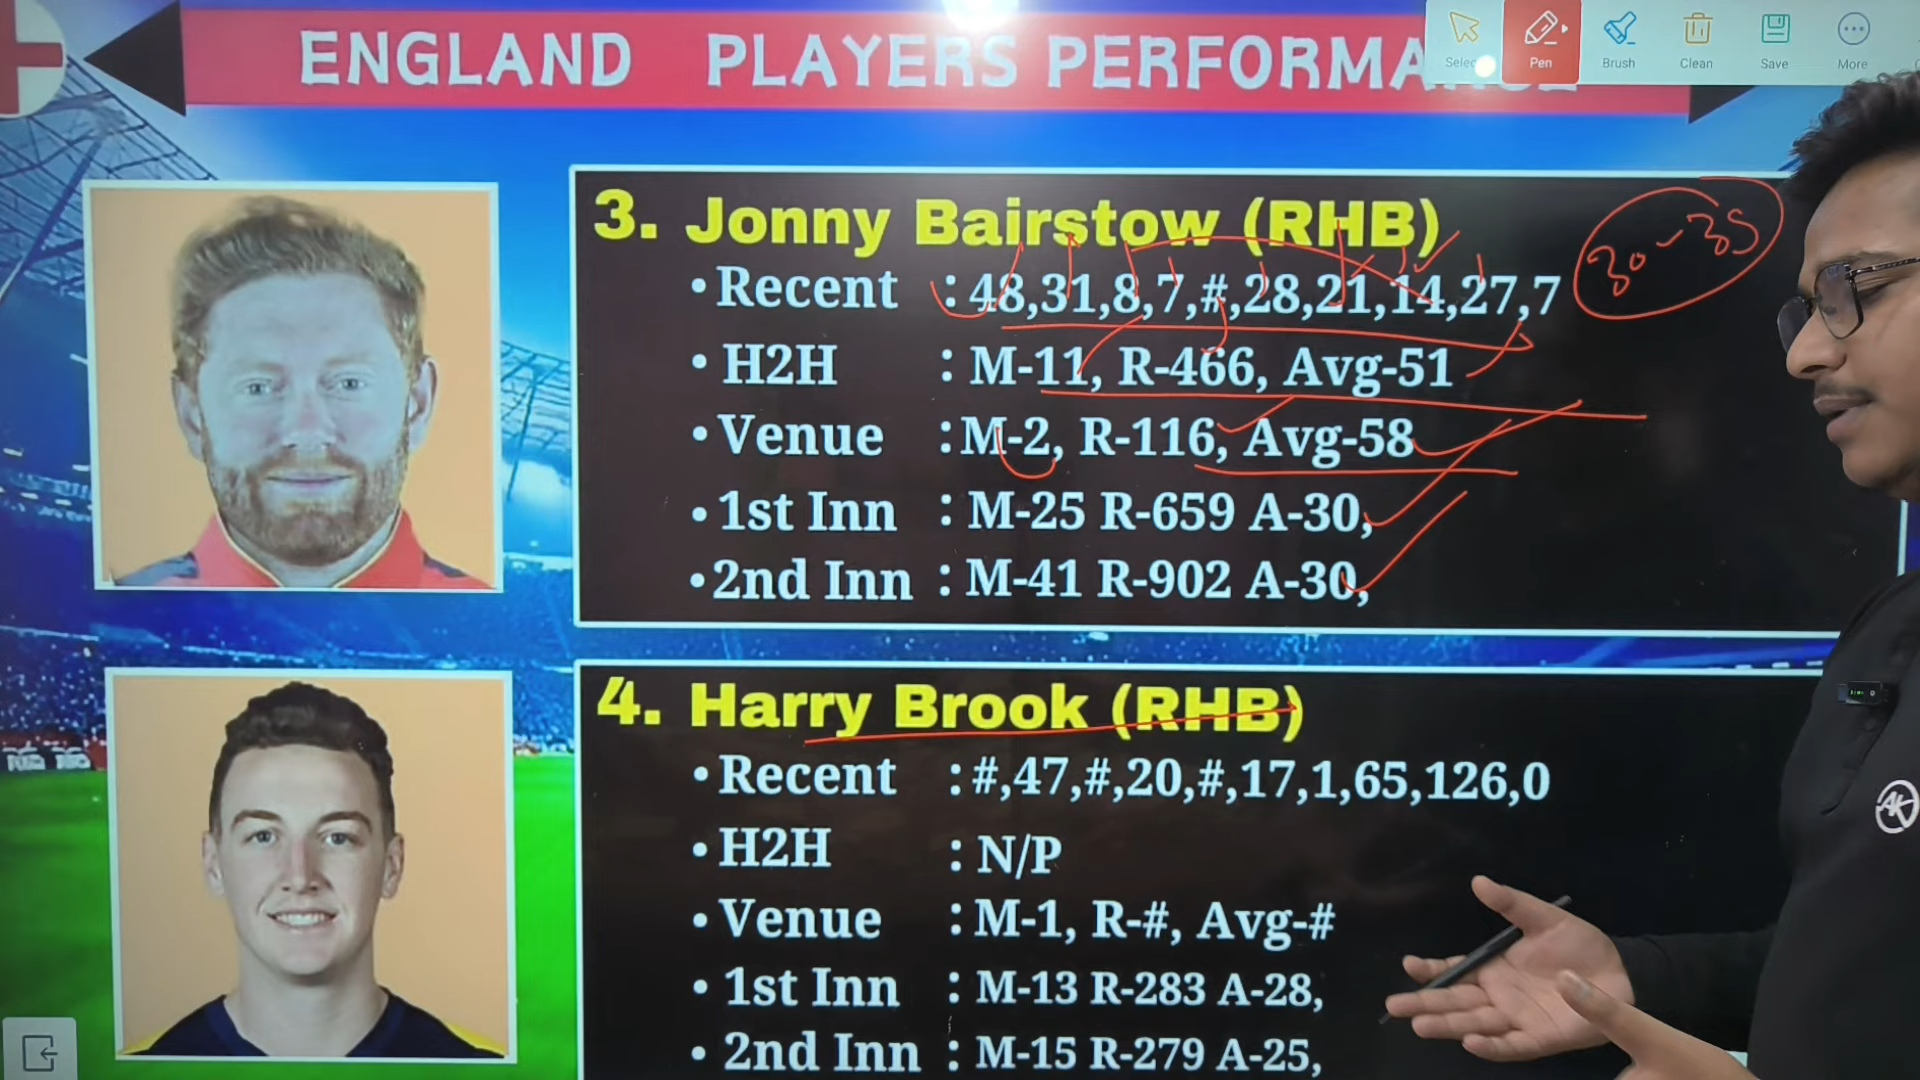 ENGLAND PLAYERS PERFORMA
Select
Pen
Brush
Clean
Save
More
3. Jonny Bairstow (RHB)
• Recent : 48,31,8,7,#,28,21,14,27,7
30-35
• H2H : M-11, R-466, Avg-51
• Venue : M-2, R-116, Avg-58
• 1st Inn : M-25 R-659 A-30,
• 2nd Inn : M-41 R-902 A-30,
4. Harry Brook (RHB)
• Recent : #,47,#,20,#,17,1,65,126,0
• H2H : N/P
• Venue : M-1, R-#, Avg-#
• 1st Inn : M-13 R-283 A-28,
• 2nd Inn : M-15 R-279 A-25,
AK